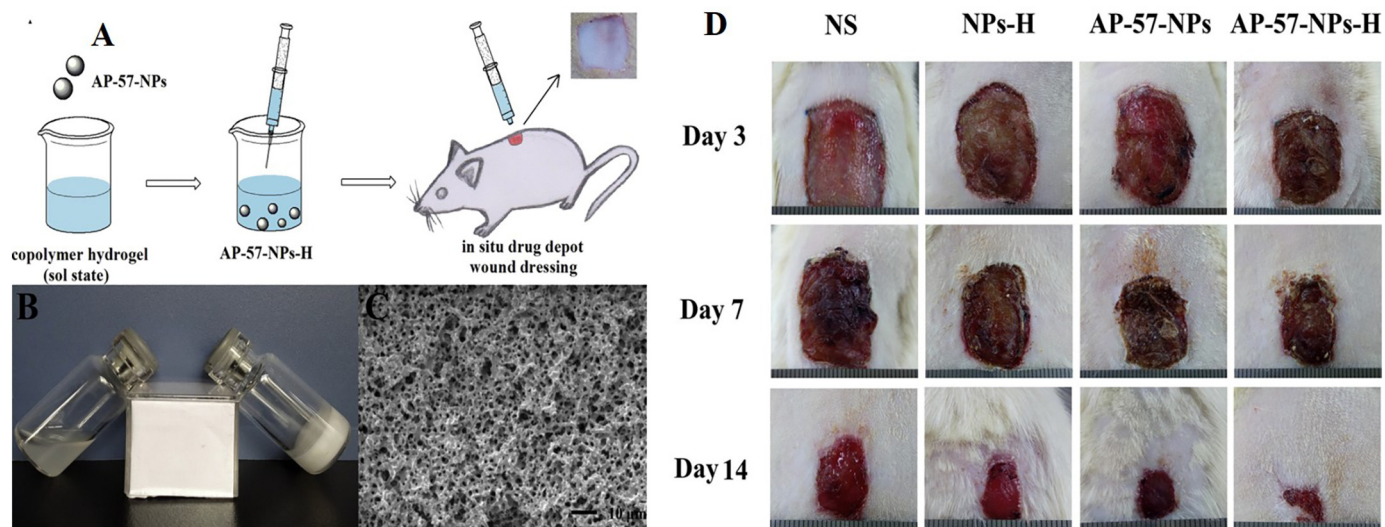 A
AP-57-NPs
copolymer hydrogel
(sol state)
AP-57-NPs-H
in situ drug depot
wound dressing
B
C
10 μm
D
NS
NPs-H
AP-57-NPs
AP-57-NPs-H
Day 3
Day 7
Day 14